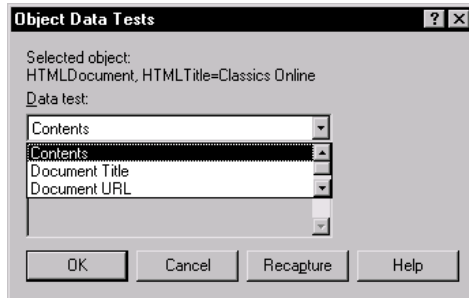 Object Data Tests
Selected object:
HTMLDocument, HTMLTitle=Classics Online
Data test:
Contents
Contents
Document Title
Document URL
OK Cancel Recapture Help